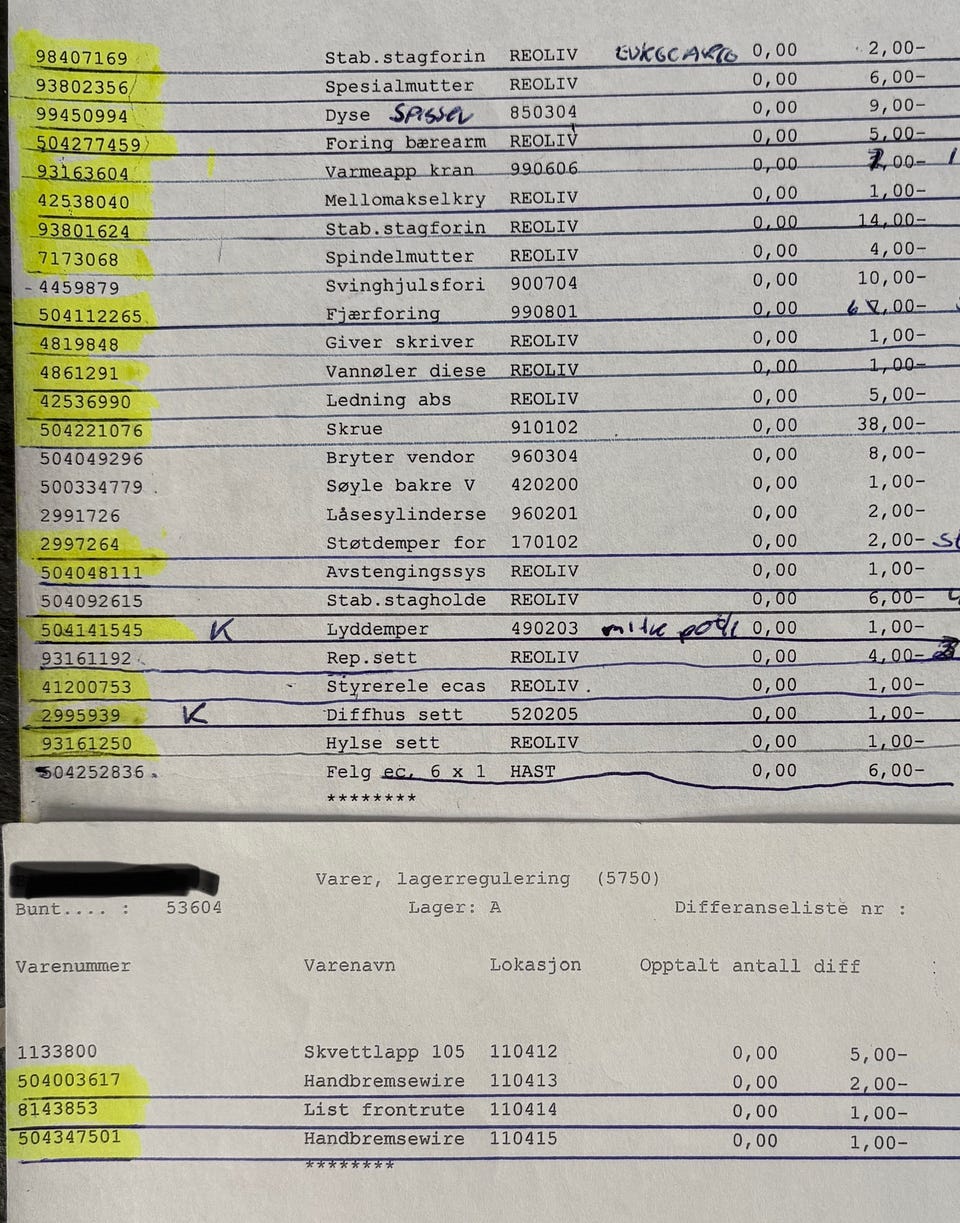 98407169 Stab.stagforin REOLIV 0,00 2,00-
93802356 Spesialmutter REOLIV 0,00 6,00-
99450994 Dyse 850304 0,00 9,00-
504277459 Foring bærearm REOLIV 0,00 5,00-
93163604 Varmeapp kran 990606 0,00 ,00-
42538040 Mellomakselkry REOLIV 0,00 1,00-
93801624 Stab.stagforin REOLIV 0,00 14,00-
7173068 Spindelmutter REOLIV 0,00 4,00-
-4459879 Svinghjulsfori 900704 0,00 10,00-
504112265 Fjærforing 990801 0,00 ,00-
4819848 Giver skriver REOLIV 0,00 1,00-
4861291 Vannøler diese REOLIV 0,00 1,00-
42536990 Ledning abs REOLIV 0,00 5,00-
504221076 Skrue 910102 0,00 38,00-
504049296 Bryter vendor 960304 0,00 8,00-
500334779 . Søyle bakre V 420200 0,00 1,00-
2991726 Låsesylinderse 960201 0,00 2,00-
2997264 Støtdemper for 170102 0,00 2,00-
504048111 Avstengingssys REOLIV 0,00 1,00-
504092615 Stab.stagholde REOLIV 0,00 6,00-
504141545 K Lyddemper 490203 0,00 1,00-
93161192 Rep.sett REOLIV 0,00 4,00-
41200753 Styrerele ecas REOLIV 0,00 1,00-
2995939 K Diffhus sett 520205 0,00 1,00-
93161250 Hylse sett REOLIV 0,00 1,00-
504252836 Felg ec. 6 x 1 HAST 0,00 6,00-
********
Varer, lagerregulering (5750)
Bunt.... : 53604 Lager: A Differanseliste nr :
Varenummer Varenavn Lokasjon Opptalt antall diff :
1133800 Skvettlapp 105 110412 0,00 5,00-
504003617 Handbremsewire 110413 0,00 2,00-
8143853 List frontrute 110414 0,00 1,00-
504347501 Handbremsewire 110415 0,00 1,00-
********